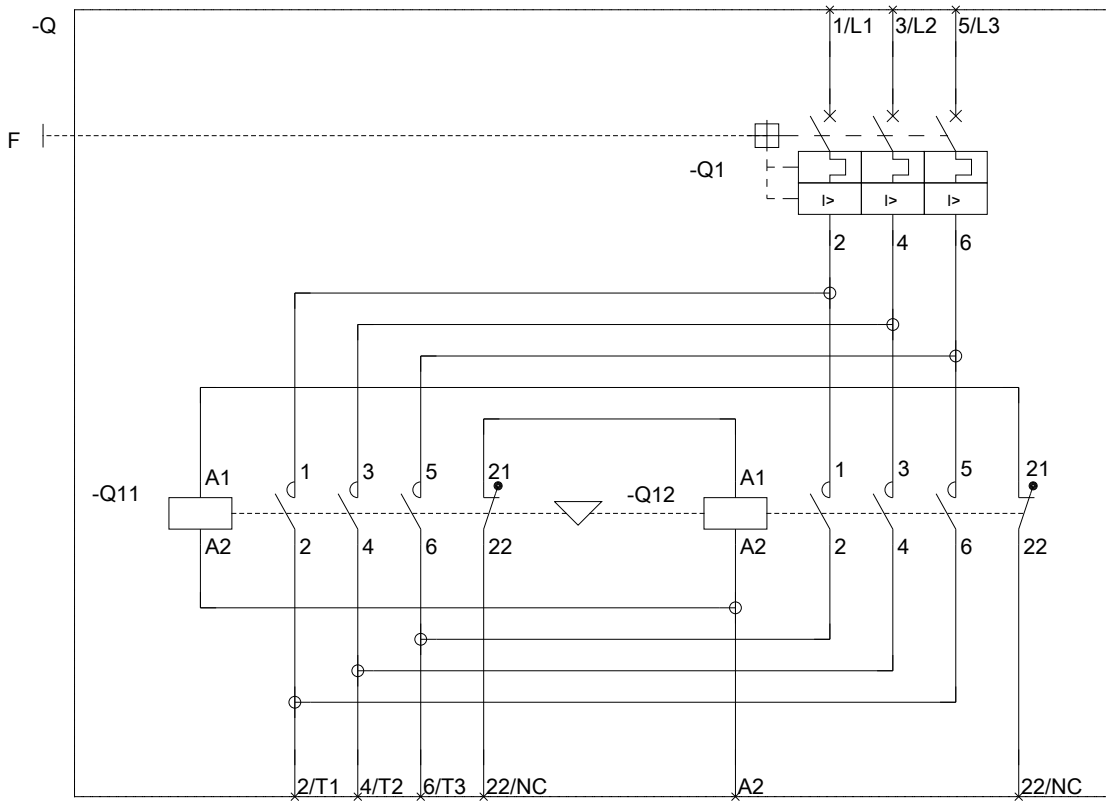 -Q 1/L1 3/L2 5/L3
F
-Q1
I> I> I>
2 4 6
-Q11 A1 1 3 5 21 -Q12 A1 1 3 5 21
A2 2 4 6 22 A2 2 4 6 22
2/T1 4/T2 6/T3 22/NC A2 22/NC